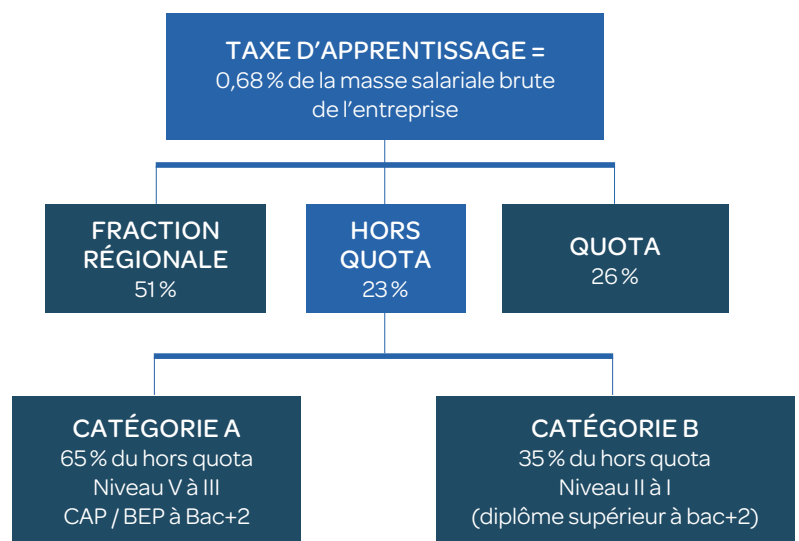 TAXE D'APPRENTISSAGE =
0,68 % de la masse salariale brute
de l'entreprise
FRACTION
RÉGIONALE
51 %
HORS
QUOTA
23 %
QUOTA
26 %
CATÉGORIE A
65 % du hors quota
Niveau V à III
CAP / BEP à Bac+2
CATÉGORIE B
35 % du hors quota
Niveau II à I
(diplôme supérieur à bac+2)